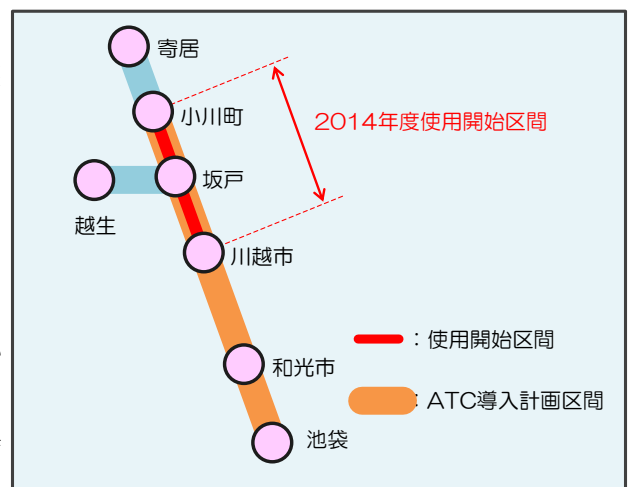 寄居
小川町
2014年度使用開始区間
坂戸
越生
川越市
：使用開始区間
和光市
：ATC導入計画区間
池袋